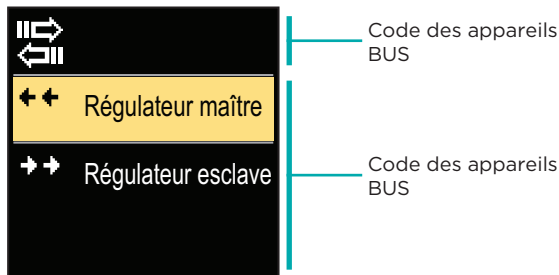 Code des appareils
BUS
Régulateur maître
Régulateur esclave
Code des appareils
BUS